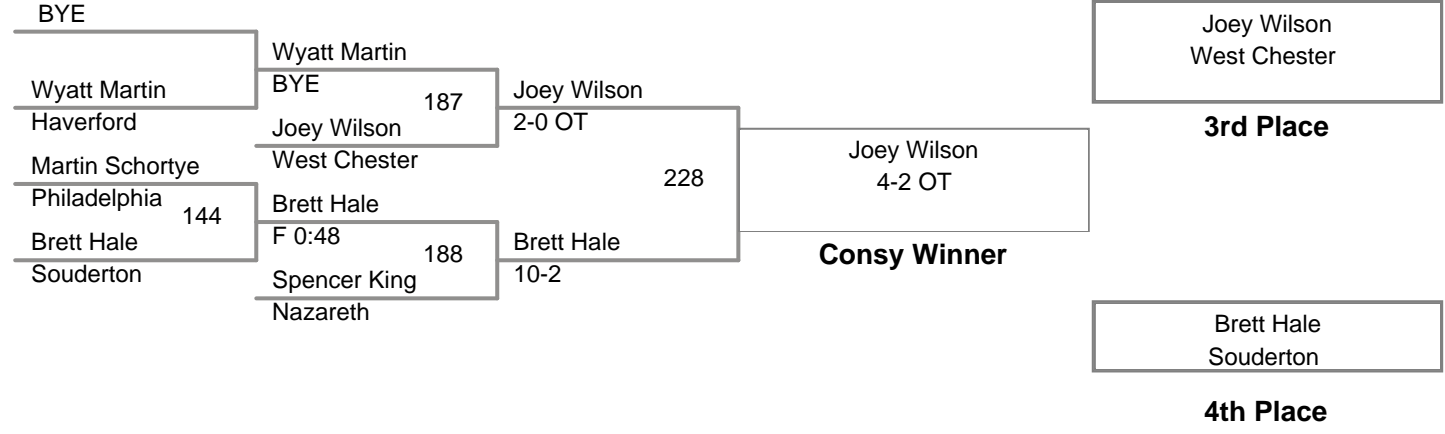 BYE
Wyatt Martin
Haverford
Martin Schortye
Philadelphia
144
Brett Hale
Souderton
Wyatt Martin
BYE
187
Joey Wilson
West Chester
Brett Hale
F 0:48
188
Spencer King
Nazareth
Joey Wilson
2-0 OT
228
Brett Hale
10-2
Joey Wilson
4-2 OT
Consy Winner
Joey Wilson
West Chester
3rd Place
Brett Hale
Souderton
4th Place